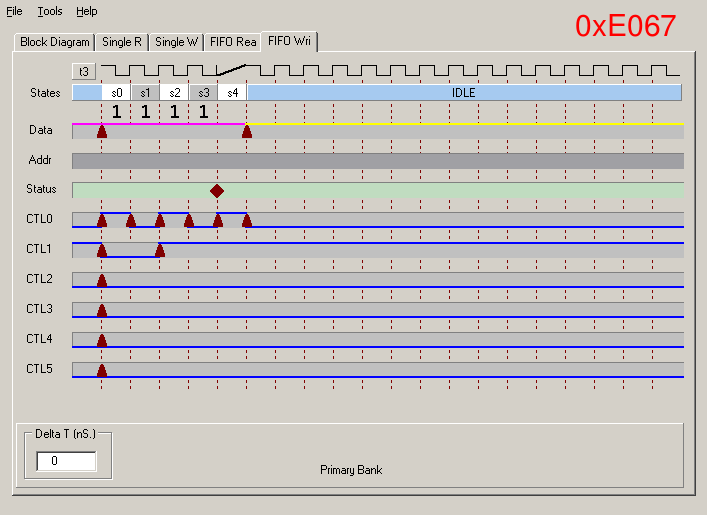 File Tools Help
0xE067
Block Diagram Single R Single W FIFO Rea FIFO Wri
t3
States s0 s1 s2 s3 s4 IDLE
1 1 1 1
Data
Addr
Status
CTL0
CTL1
CTL2
CTL3
CTL4
CTL5
Delta T (nS.)
0
Primary Bank